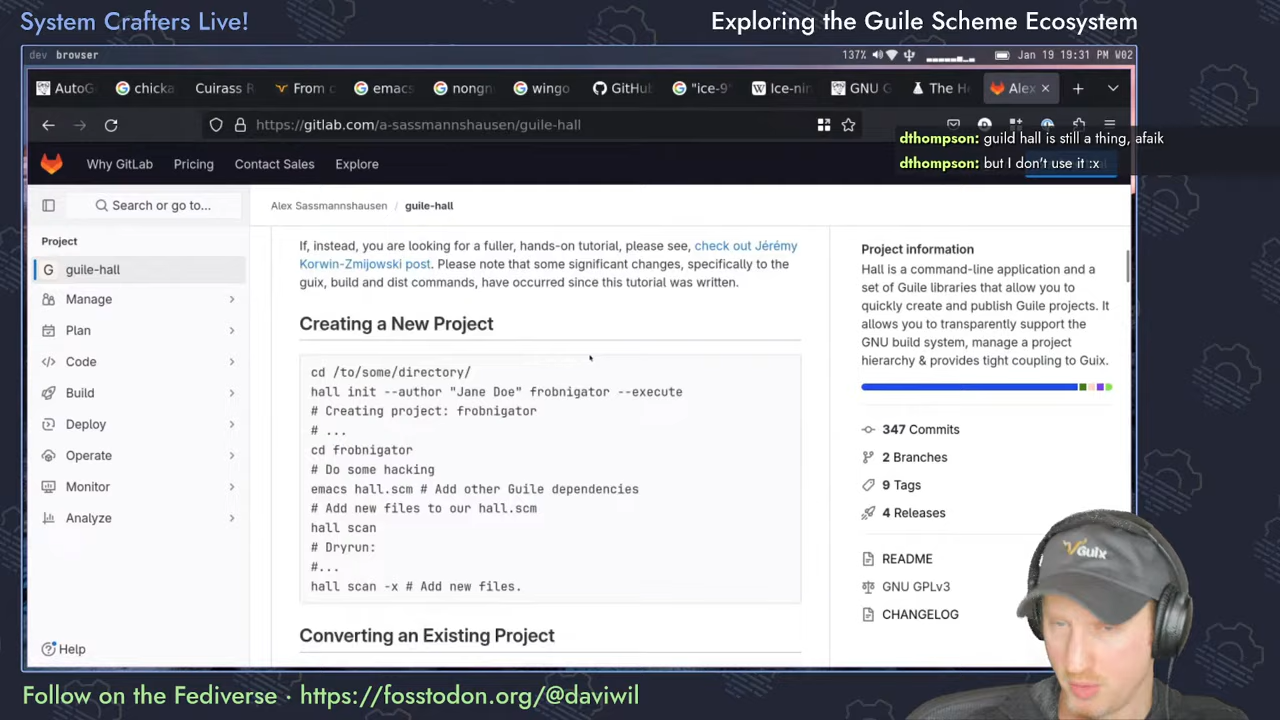 System Crafters Live!
Exploring the Guile Scheme Ecosystem
dev browser
137%
Jan 19 19:31 PM W02
AutoG
chicka
Cuirass R
From
emacs
nongn
wingo
GitHub
"ice-9"
Ice-nin
GNU G
The He
Alex
https://gitlab.com/a-sassmannshausen/guile-hall
dthompson: guild hall is still a thing, afaik
dthompson: but I don't use it :x
Why GitLab
Pricing
Contact Sales
Explore
Search or go to...
Alex Sassmannshausen / guile-hall
Project
G guile-hall
Manage
Plan
Code
Build
Deploy
Operate
Monitor
Analyze
Help
If, instead, you are looking for a fuller, hands-on tutorial, please see, check out Jérémy
Korwin-Zmijowski post. Please note that some significant changes, specifically to the
guix, build and dist commands, have occurred since this tutorial was written.
Creating a New Project
cd /to/some/directory/
hall init --author "Jane Doe" frobnigator --execute
# Creating project: frobnigator
# ...
cd frobnigator
# Do some hacking
emacs hall.scm # Add other Guile dependencies
# Add new files to our hall.scm
hall scan
# Dryrun:
#...
hall scan -x # Add new files.
Converting an Existing Project
Project information
Hall is a command-line application and a
set of Guile libraries that allow you to
quickly create and publish Guile projects. It
allows you to transparently support the
GNU build system, manage a project
hierarchy & provides tight coupling to Guix.
347 Commits
2 Branches
9 Tags
4 Releases
README
GNU GPLv3
CHANGELOG
Guix
Follow on the Fediverse · https://fosstodon.org/@daviwil